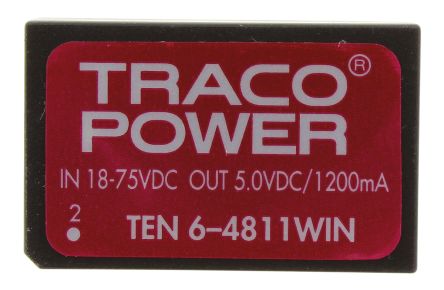 TRACO®
POWER
IN 18-75VDC OUT 5.0VDC/1200mA
2
TEN 6–4811WIN